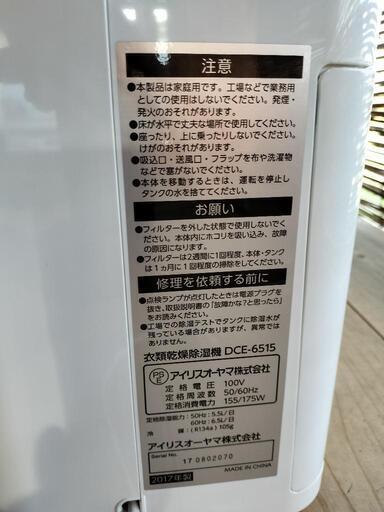 注意
●本製品は家庭用です。工場などで業務用
としての使用はしないでください。発煙・
発火のおそれがあります。
●床が水平で丈夫な場所で使用してください。
●座ったり、上に乗ったりしないでください。
けがのおそれがあります。
●吸込口・送風口・フラップを布や洗濯物
などで塞がないでください。
●本体を移動するときは、運転を停止し
タンクの水を捨ててください。
お願い
●フィルターを外した状態で使用しないで
ください。本体内にホコリを吸い込み、故障
の原因になります。
●フィルターは2週間に1回程度、本体・タンク
は1ヵ月に1回程度の掃除をしてください。
修理を依頼する前に
●点検ランプが点灯したときは電源プラグを
抜き、取扱説明書の「故障かな?と思ったら」
をお読みください。
●工場での除湿テストでタンクに除湿水が
残っている場合がありますが、異常では
ありません。
衣類乾燥除湿機 DCE-6515
PS
E
アイリスオーヤマ株式会社
定格電圧 100V
定格周波数 50/60Hz
定格消費電力 155/175W
定格除湿能力：50Hz: 5.5L/日
60Hz: 6.5L/日
冷媒：(R134a) 105g
アイリスオーヤマ株式会社
Serial No.
170802070
2017年製
MADE IN CHINA